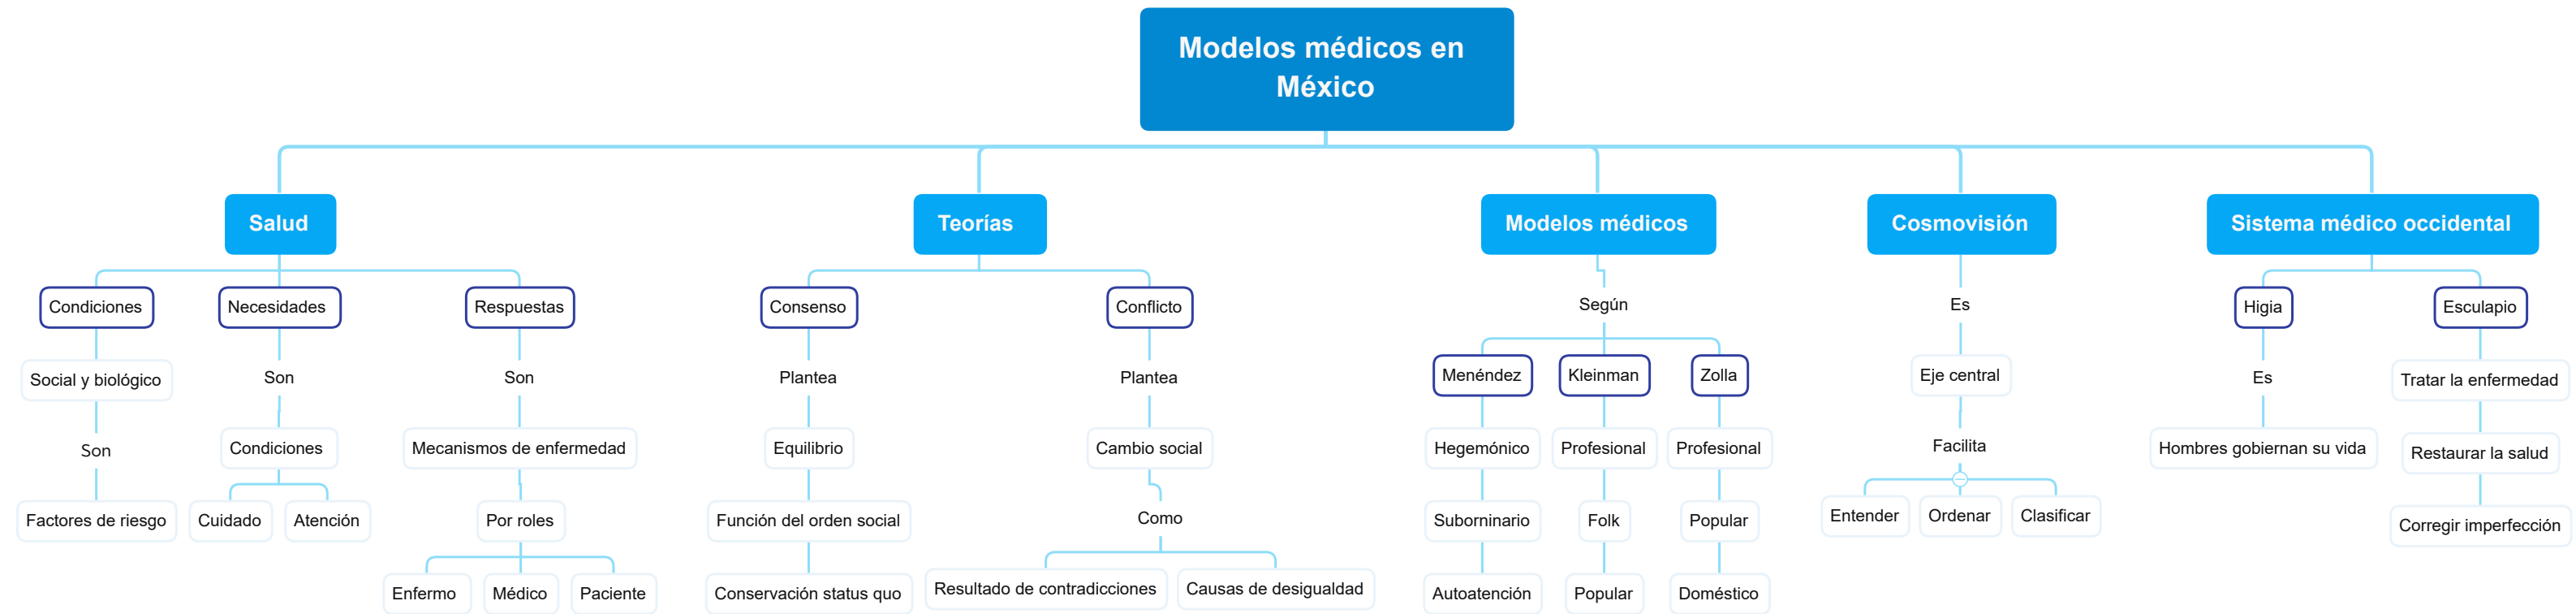 Modelos médicos en
México
Salud
Teorías
Modelos médicos
Cosmovisión
Sistema médico occidental
Condiciones
Necesidades
Respuestas
Consenso
Conflicto
Según
Es
Higia
Esculapio
Social y biológico
Son
Son
Plantea
Plantea
Menéndez
Kleinman
Zolla
Eje central
Es
Tratar la enfermedad
Son
Condiciones
Mecanismos de enfermedad
Equilibrio
Cambio social
Hegemónico
Profesional
Profesional
Facilita
Hombres gobiernan su vida
Restaurar la salud
Factores de riesgo
Cuidado
Atención
Por roles
Función del orden social
Como
Suborninario
Folk
Popular
Entender
Ordenar
Clasificar
Corregir imperfección
Enfermo
Médico
Paciente
Conservación status quo
Resultado de contradicciones
Causas de desigualdad
Autoatención
Popular
Doméstico